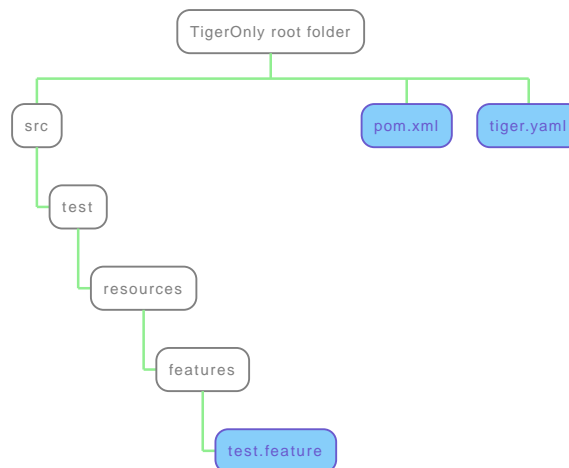 TigerOnly root folder
src
pom.xml
tiger.yaml
test
resources
features
test.feature